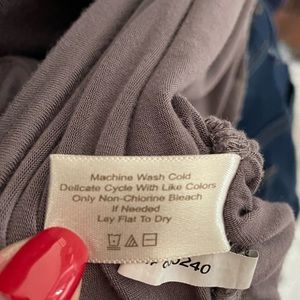 Machine Wash Cold
Delicate Cycle With Like Colors
Only Non-Chlorine Bleach
If Needed
Lay Flat To Dry